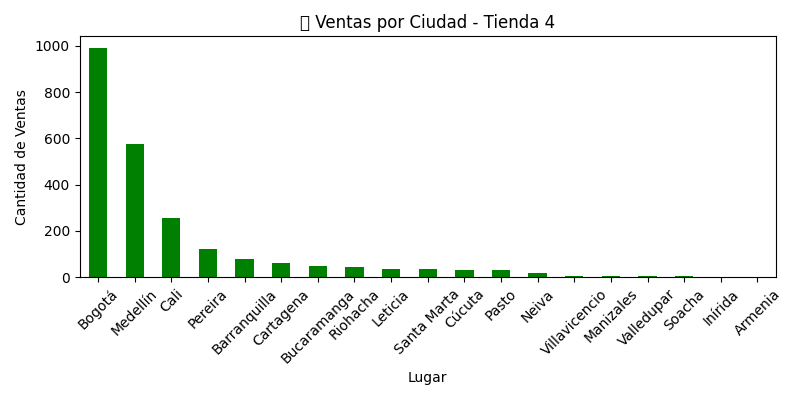 Ventas por Ciudad - Tienda 4
Cantidad de Ventas
1000
800
600
400
200
0
Bogotá
Medellín
Cali
Pereira
Barranquilla
Cartagena
Bucaramanga
Riohacha
Leticia
Santa Marta
Cúcuta
Pasto
Neiva
Villavicencio
Manizales
Valledupar
Soacha
Inírida
Armenia
Lugar